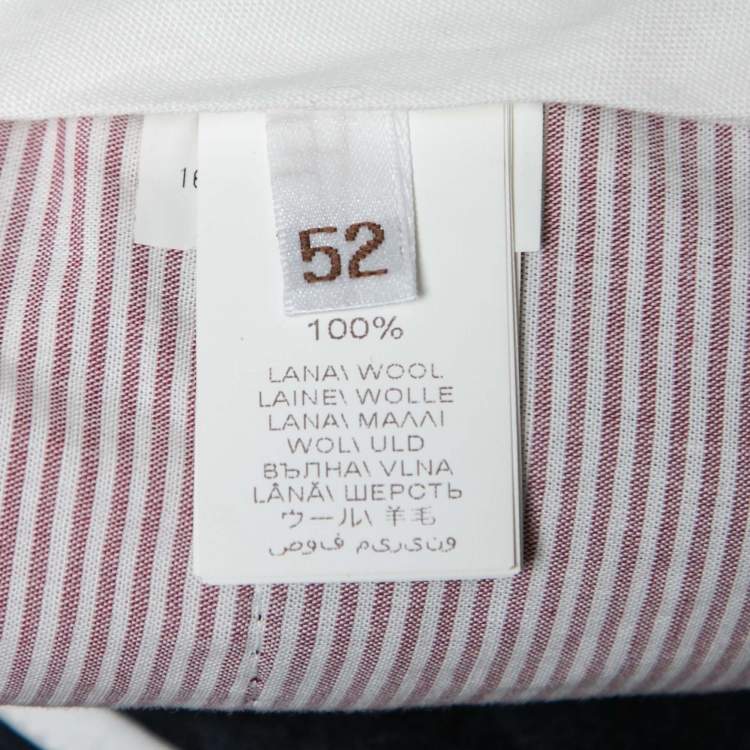 16
52
100%
LANA\ WOOL
LAINE\ WOLLE
LANA\ ΜΑΛΛΙ
WOL\ ULD
ВЪЛНА\ VLNA
LÂNĂ\ ШЕРСТЬ
ウール\ 羊毛